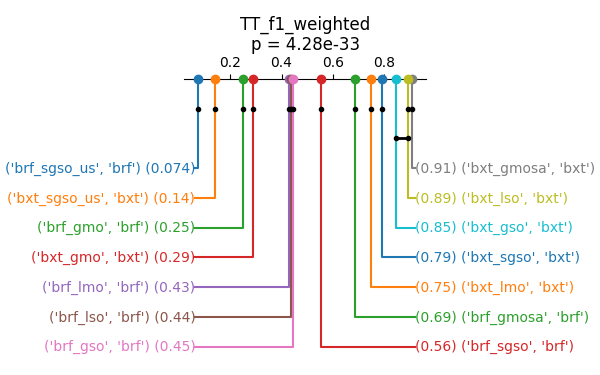 TT_f1_weighted
p = 4.28e-33
0.2 0.4 0.6 0.8
('brf_sgso_us', 'brf') (0.074) (0.91) ('bxt_gmosa', 'bxt')
('bxt_sgso_us', 'bxt') (0.14) (0.89) ('bxt_lso', 'bxt')
('brf_gmo', 'brf') (0.25) (0.85) ('bxt_gso', 'bxt')
('bxt_gmo', 'bxt') (0.29) (0.79) ('bxt_sgso', 'bxt')
('brf_lmo', 'brf') (0.43) (0.75) ('bxt_lmo', 'bxt')
('brf_lso', 'brf') (0.44) (0.69) ('brf_gmosa', 'brf')
('brf_gso', 'brf') (0.45) (0.56) ('brf_sgso', 'brf')